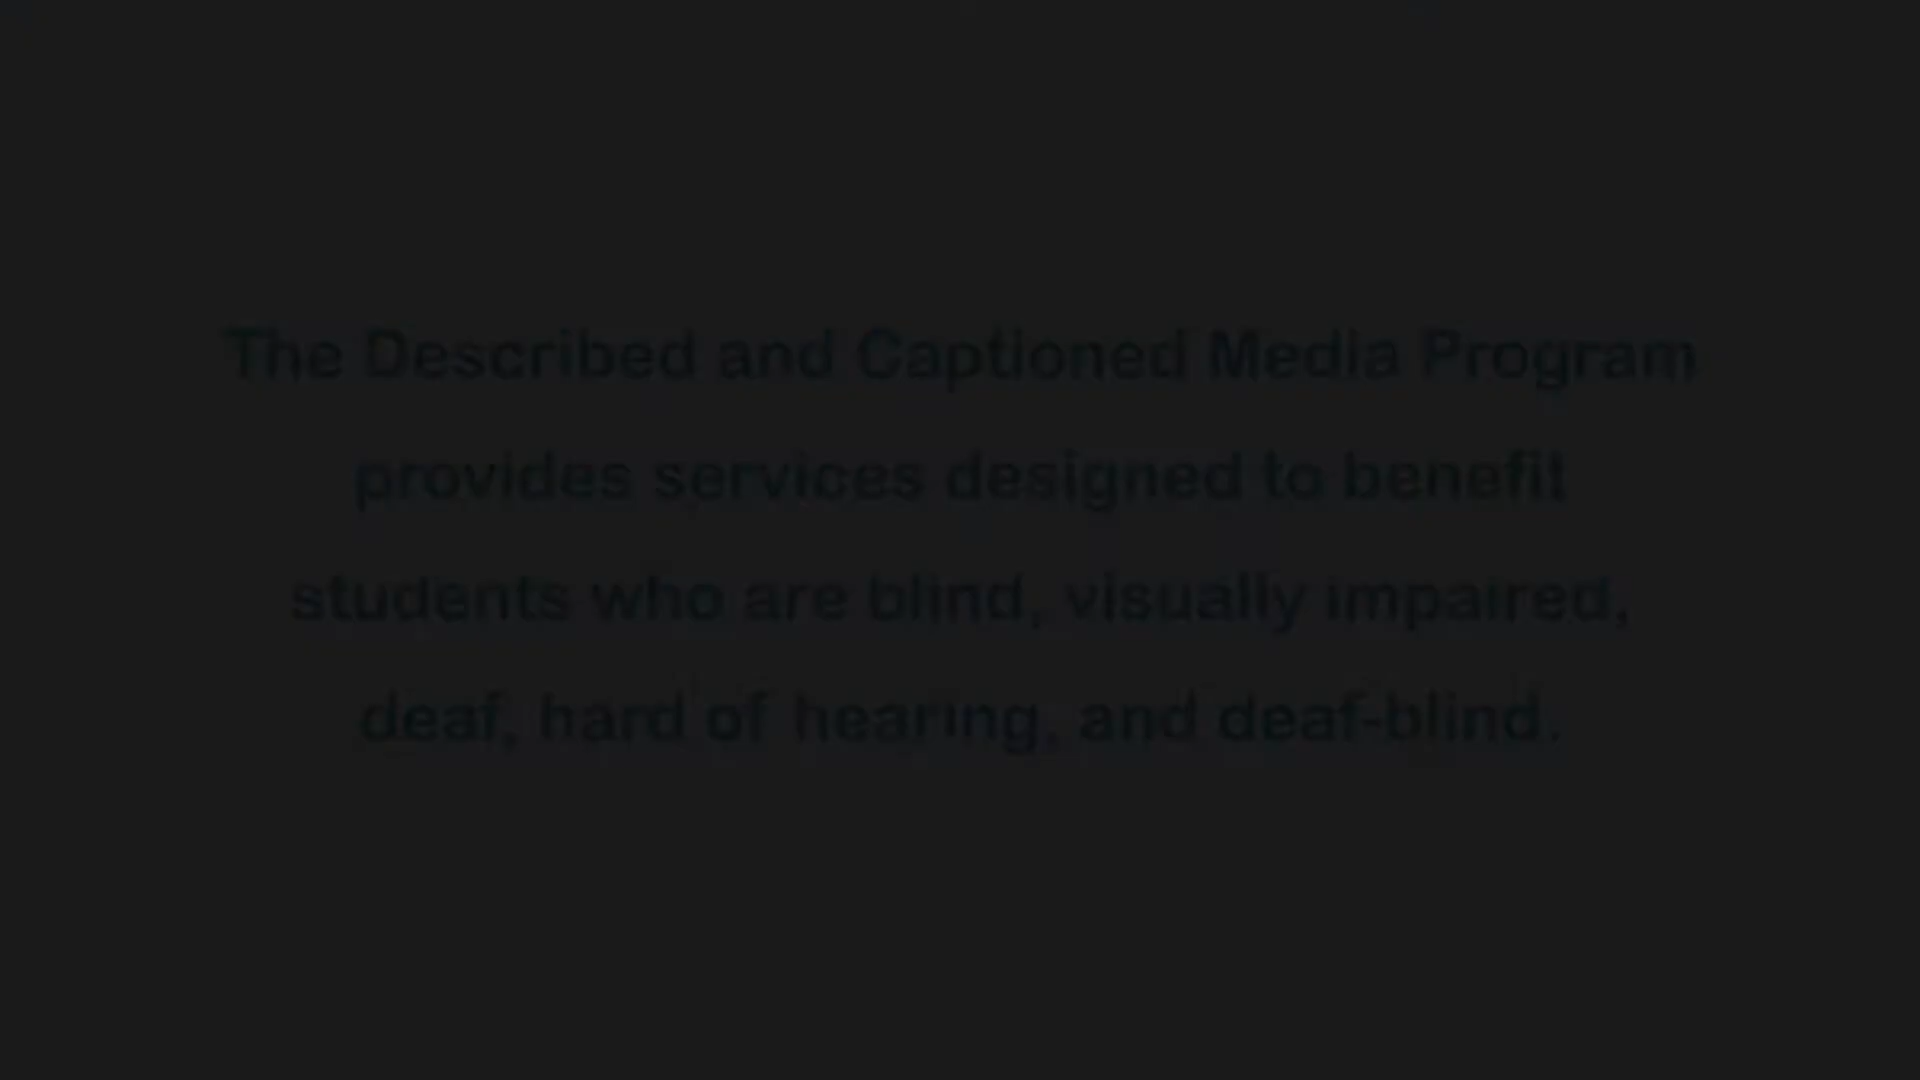 The Described and Captioned Media Program
provides services designed to benefit
students who are blind, visually impaired,
deaf, hard of hearing, and deaf-blind.